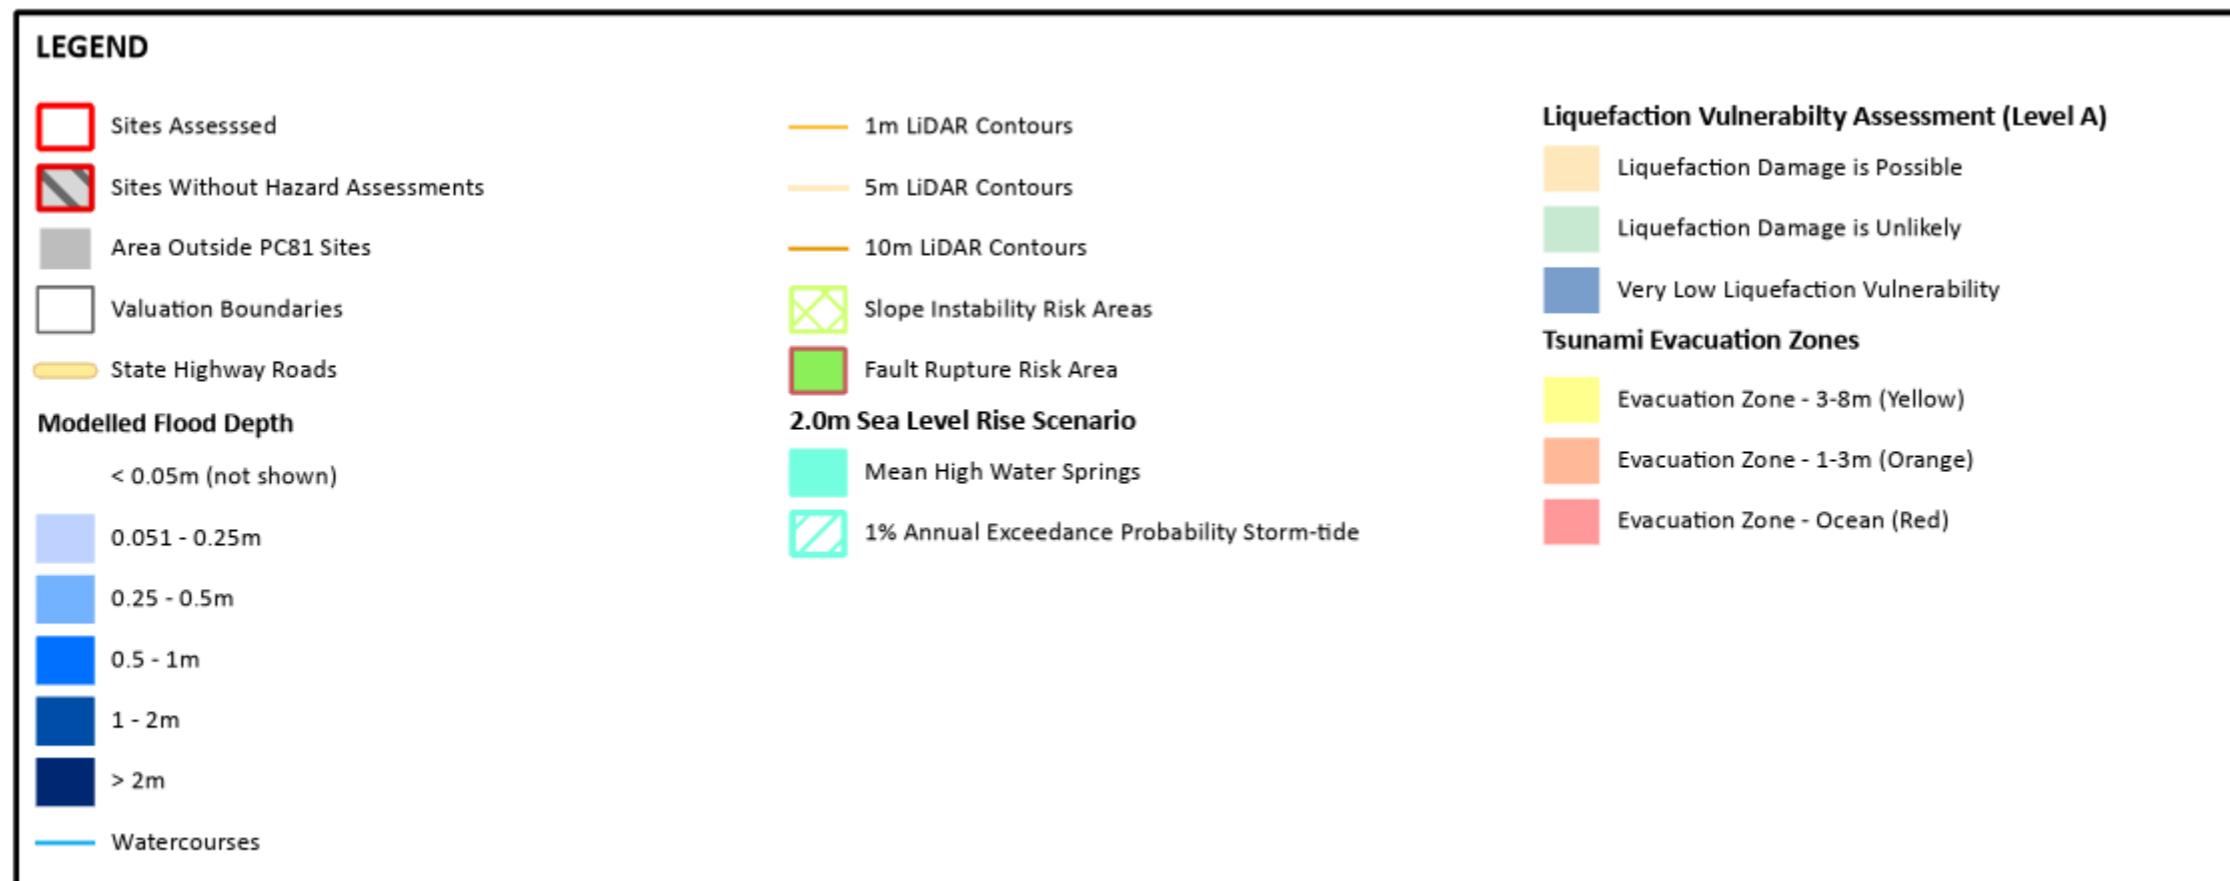 LEGEND
Sites Assesssed
Sites Without Hazard Assessments
Area Outside PC81 Sites
Valuation Boundaries
State Highway Roads
Modelled Flood Depth
< 0.05m (not shown)
0.051 - 0.25m
0.25 - 0.5m
0.5 - 1m
1 - 2m
> 2m
Watercourses
1m LiDAR Contours
5m LiDAR Contours
10m LiDAR Contours
Slope Instability Risk Areas
Fault Rupture Risk Area
2.0m Sea Level Rise Scenario
Mean High Water Springs
1% Annual Exceedance Probability Storm-tide
Liquefaction Vulnerabilty Assessment (Level A)
Liquefaction Damage is Possible
Liquefaction Damage is Unlikely
Very Low Liquefaction Vulnerability
Tsunami Evacuation Zones
Evacuation Zone - 3-8m (Yellow)
Evacuation Zone - 1-3m (Orange)
Evacuation Zone - Ocean (Red)